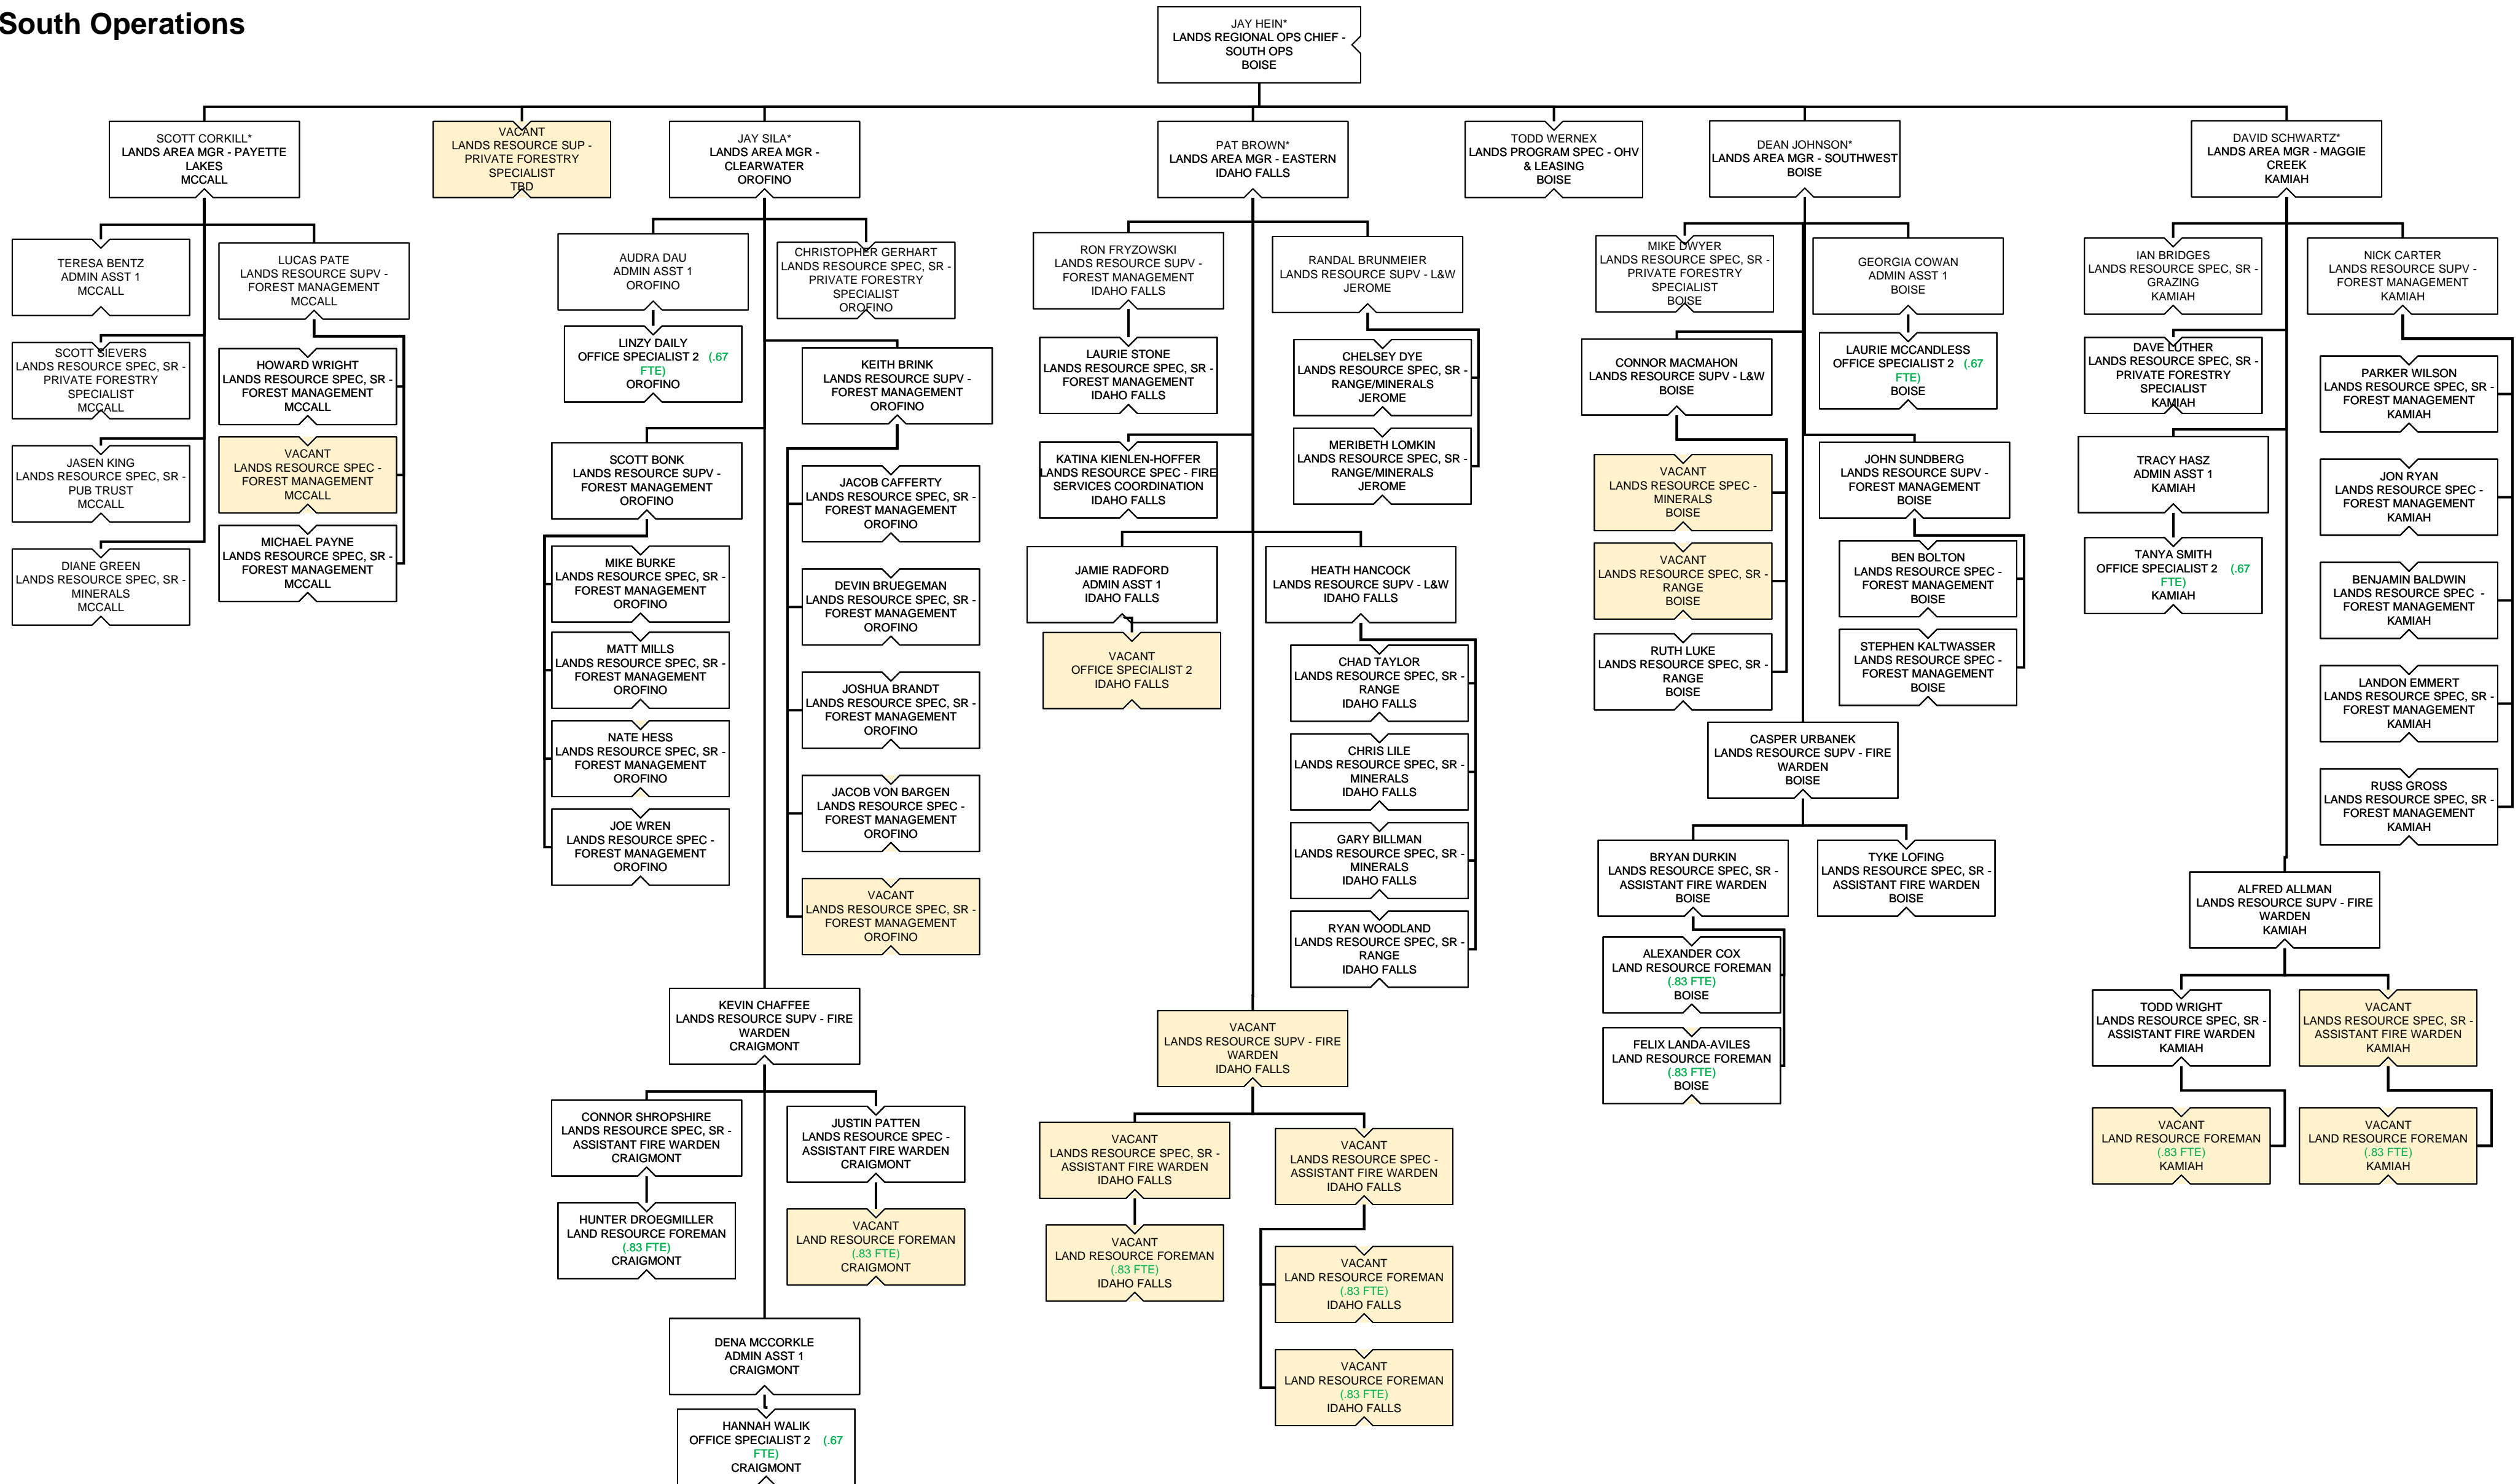 South Operations
JAY HEIN*
LANDS REGIONAL OPS CHIEF -
SOUTH OPS
BOISE
SCOTT CORKILL*
LANDS AREA MGR - PAYETTE
LAKES
MCCALL
VACANT
LANDS RESOURCE SUP -
PRIVATE FORESTRY
SPECIALIST
TBD
JAY SILA*
LANDS AREA MGR -
CLEARWATER
OROFINO
PAT BROWN*
LANDS AREA MGR - EASTERN
IDAHO FALLS
TODD WERNEX
LANDS PROGRAM SPEC - OHV
& LEASING
BOISE
DEAN JOHNSON*
LANDS AREA MGR - SOUTHWEST
BOISE
DAVID SCHWARTZ*
LANDS AREA MGR - MAGGIE
CREEK
KAMIAH
TERESA BENTZ
ADMIN ASST 1
MCCALL
LUCAS PATE
LANDS RESOURCE SUPV -
FOREST MANAGEMENT
MCCALL
SCOTT SIEVERS
LANDS RESOURCE SPEC, SR -
PRIVATE FORESTRY
SPECIALIST
MCCALL
HOWARD WRIGHT
LANDS RESOURCE SPEC, SR -
FOREST MANAGEMENT
MCCALL
JASEN KING
LANDS RESOURCE SPEC, SR -
PUB TRUST
MCCALL
VACANT
LANDS RESOURCE SPEC -
FOREST MANAGEMENT
MCCALL
DIANE GREEN
LANDS RESOURCE SPEC, SR -
MINERALS
MCCALL
MICHAEL PAYNE
LANDS RESOURCE SPEC, SR -
FOREST MANAGEMENT
MCCALL
AUDRA DAU
ADMIN ASST 1
OROFINO
CHRISTOPHER GERHART
LANDS RESOURCE SPEC, SR -
PRIVATE FORESTRY
SPECIALIST
OROFINO
LINZY DAILY
OFFICE SPECIALIST 2 (.67
FTE)
OROFINO
KEITH BRINK
LANDS RESOURCE SUPV -
FOREST MANAGEMENT
OROFINO
SCOTT BONK
LANDS RESOURCE SUPV -
FOREST MANAGEMENT
OROFINO
JACOB CAFFERTY
LANDS RESOURCE SPEC, SR -
FOREST MANAGEMENT
OROFINO
MIKE BURKE
LANDS RESOURCE SPEC, SR -
FOREST MANAGEMENT
OROFINO
DEVIN BRUEGEMAN
LANDS RESOURCE SPEC, SR -
FOREST MANAGEMENT
OROFINO
MATT MILLS
LANDS RESOURCE SPEC, SR -
FOREST MANAGEMENT
OROFINO
JOSHUA BRANDT
LANDS RESOURCE SPEC, SR -
FOREST MANAGEMENT
OROFINO
NATE HESS
LANDS RESOURCE SPEC, SR -
FOREST MANAGEMENT
OROFINO
JACOB VON BARGEN
LANDS RESOURCE SPEC -
FOREST MANAGEMENT
OROFINO
JOE WREN
LANDS RESOURCE SPEC -
FOREST MANAGEMENT
OROFINO
VACANT
LANDS RESOURCE SPEC, SR -
FOREST MANAGEMENT
OROFINO
KEVIN CHAFFEE
LANDS RESOURCE SUPV - FIRE
WARDEN
CRAIGMONT
CONNOR SHROPSHIRE
LANDS RESOURCE SPEC, SR -
ASSISTANT FIRE WARDEN
CRAIGMONT
JUSTIN PATTEN
LANDS RESOURCE SPEC -
ASSISTANT FIRE WARDEN
CRAIGMONT
HUNTER DROEGMILLER
LAND RESOURCE FOREMAN
(.83 FTE)
CRAIGMONT
VACANT
LAND RESOURCE FOREMAN
(.83 FTE)
CRAIGMONT
DENA MCCORKLE
ADMIN ASST 1
CRAIGMONT
HANNAH WALIK
OFFICE SPECIALIST 2 (.67
FTE)
CRAIGMONT
RON FRYZOWSKI
LANDS RESOURCE SUPV -
FOREST MANAGEMENT
IDAHO FALLS
RANDAL BRUNMEIER
LANDS RESOURCE SUPV - L&W
JEROME
LAURIE STONE
LANDS RESOURCE SPEC, SR -
FOREST MANAGEMENT
IDAHO FALLS
CHELSEY DYE
LANDS RESOURCE SPEC, SR -
RANGE/MINERALS
JEROME
KATINA KIENLEN-HOFFER
LANDS RESOURCE SPEC - FIRE
SERVICES COORDINATION
IDAHO FALLS
MERIBETH LOMKIN
LANDS RESOURCE SPEC, SR -
RANGE/MINERALS
JEROME
JAMIE RADFORD
ADMIN ASST 1
IDAHO FALLS
HEATH HANCOCK
LANDS RESOURCE SUPV - L&W
IDAHO FALLS
VACANT
OFFICE SPECIALIST 2
IDAHO FALLS
CHAD TAYLOR
LANDS RESOURCE SPEC, SR -
RANGE
IDAHO FALLS
CHRIS LILE
LANDS RESOURCE SPEC, SR -
MINERALS
IDAHO FALLS
GARY BILLMAN
LANDS RESOURCE SPEC, SR -
MINERALS
IDAHO FALLS
RYAN WOODLAND
LANDS RESOURCE SPEC, SR -
RANGE
IDAHO FALLS
VACANT
LANDS RESOURCE SUPV - FIRE
WARDEN
IDAHO FALLS
VACANT
LANDS RESOURCE SPEC, SR -
ASSISTANT FIRE WARDEN
IDAHO FALLS
VACANT
LANDS RESOURCE SPEC -
ASSISTANT FIRE WARDEN
IDAHO FALLS
VACANT
LAND RESOURCE FOREMAN
(.83 FTE)
IDAHO FALLS
VACANT
LAND RESOURCE FOREMAN
(.83 FTE)
IDAHO FALLS
VACANT
LAND RESOURCE FOREMAN
(.83 FTE)
IDAHO FALLS
MIKE DWYER
LANDS RESOURCE SPEC, SR -
PRIVATE FORESTRY
SPECIALIST
BOISE
GEORGIA COWAN
ADMIN ASST 1
BOISE
CONNOR MACMAHON
LANDS RESOURCE SUPV - L&W
BOISE
LAURIE MCCANDLESS
OFFICE SPECIALIST 2 (.67
FTE)
BOISE
VACANT
LANDS RESOURCE SPEC -
MINERALS
BOISE
JOHN SUNDBERG
LANDS RESOURCE SUPV -
FOREST MANAGEMENT
BOISE
VACANT
LANDS RESOURCE SPEC, SR -
RANGE
BOISE
BEN BOLTON
LANDS RESOURCE SPEC -
FOREST MANAGEMENT
BOISE
RUTH LUKE
LANDS RESOURCE SPEC, SR -
RANGE
BOISE
STEPHEN KALTWASSER
LANDS RESOURCE SPEC -
FOREST MANAGEMENT
BOISE
CASPER URBANEK
LANDS RESOURCE SUPV - FIRE
WARDEN
BOISE
BRYAN DURKIN
LANDS RESOURCE SPEC, SR -
ASSISTANT FIRE WARDEN
BOISE
TYKE LOFING
LANDS RESOURCE SPEC, SR -
ASSISTANT FIRE WARDEN
BOISE
ALEXANDER COX
LAND RESOURCE FOREMAN
(.83 FTE)
BOISE
FELIX LANDA-AVILES
LAND RESOURCE FOREMAN
(.83 FTE)
BOISE
IAN BRIDGES
LANDS RESOURCE SPEC, SR -
GRAZING
KAMIAH
NICK CARTER
LANDS RESOURCE SUPV -
FOREST MANAGEMENT
KAMIAH
DAVE LUTHER
LANDS RESOURCE SPEC, SR -
PRIVATE FORESTRY
SPECIALIST
KAMIAH
PARKER WILSON
LANDS RESOURCE SPEC, SR -
FOREST MANAGEMENT
KAMIAH
TRACY HASZ
ADMIN ASST 1
KAMIAH
JON RYAN
LANDS RESOURCE SPEC -
FOREST MANAGEMENT
KAMIAH
TANYA SMITH
OFFICE SPECIALIST 2 (.67
FTE)
KAMIAH
BENJAMIN BALDWIN
LANDS RESOURCE SPEC -
FOREST MANAGEMENT
KAMIAH
LANDON EMMERT
LANDS RESOURCE SPEC, SR -
FOREST MANAGEMENT
KAMIAH
RUSS GROSS
LANDS RESOURCE SPEC, SR -
FOREST MANAGEMENT
KAMIAH
ALFRED ALLMAN
LANDS RESOURCE SUPV - FIRE
WARDEN
KAMIAH
TODD WRIGHT
LANDS RESOURCE SPEC, SR -
ASSISTANT FIRE WARDEN
KAMIAH
VACANT
LANDS RESOURCE SPEC, SR -
ASSISTANT FIRE WARDEN
KAMIAH
VACANT
LAND RESOURCE FOREMAN
(.83 FTE)
KAMIAH
VACANT
LAND RESOURCE FOREMAN
(.83 FTE)
KAMIAH